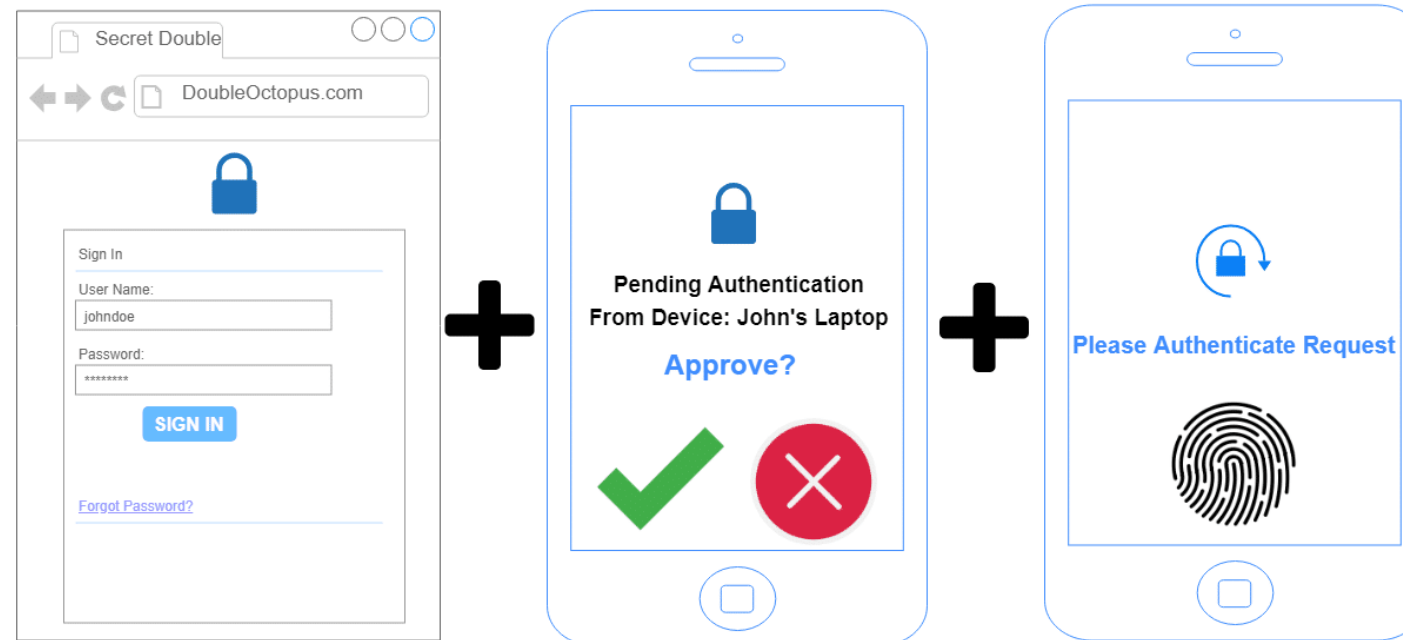 Secret Double
DoubleOctopus.com
Sign In
User Name:
johndoe
Password:
********
SIGN IN
Forgot Password?
Pending Authentication
From Device: John's Laptop
Approve?
Please Authenticate Request